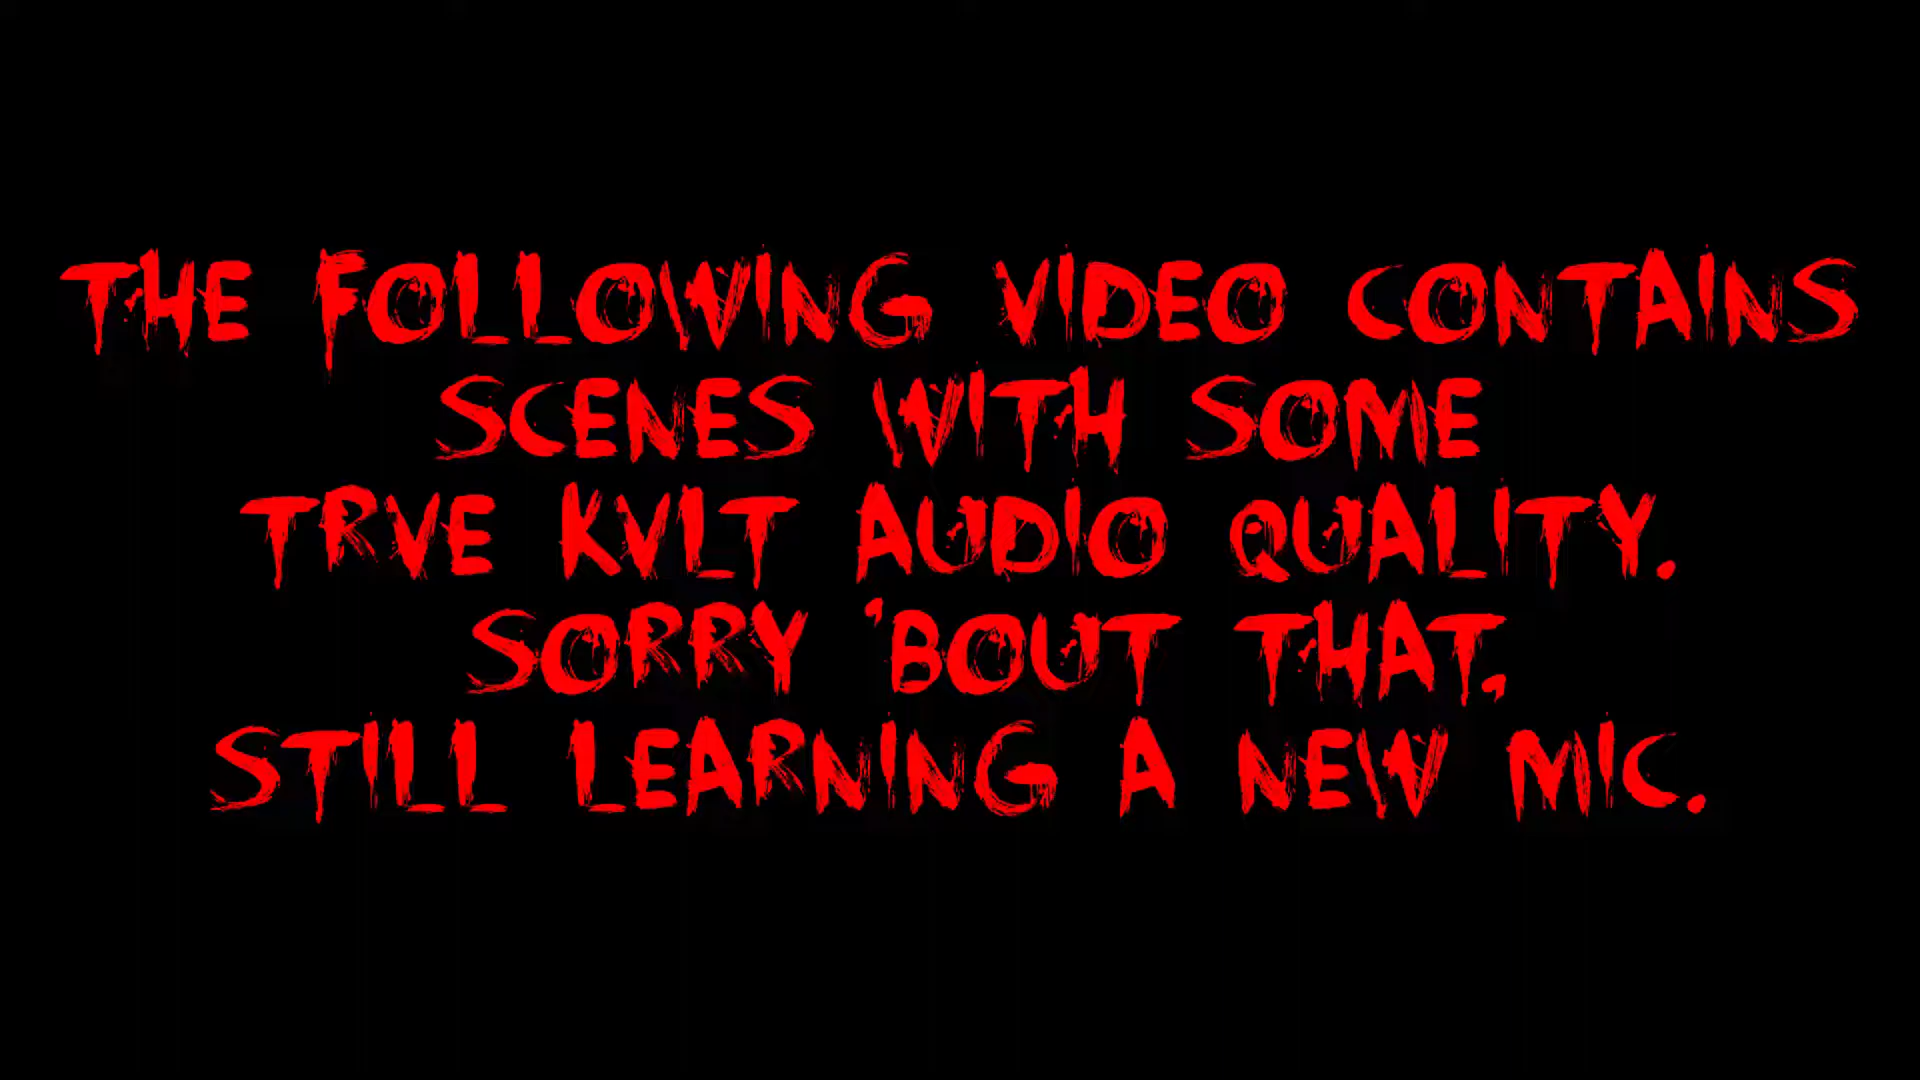 THE FOLLOWING VIDEO CONTAINS
SCENES WITH SOME
TRVE KVLT AUDIO QUALITY.
SORRY 'BOUT THAT,
STILL LEARNING A NEW MIC.